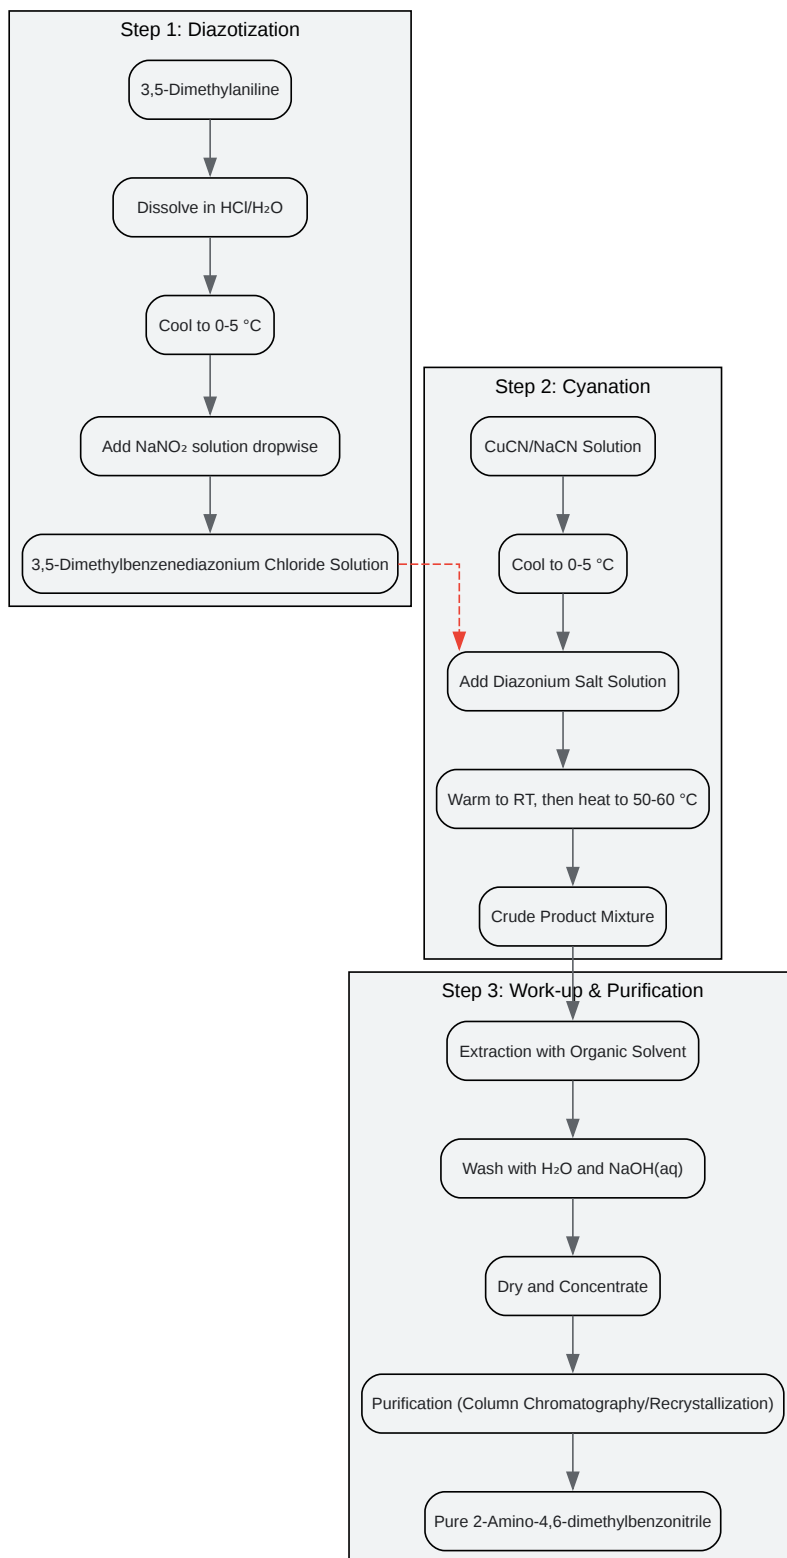 Step 1: Diazotization
3,5-Dimethylaniline
Dissolve in HCl/H₂O
Cool to 0-5 °C
Add NaNO₂ solution dropwise
3,5-Dimethylbenzenediazonium Chloride Solution
Step 2: Cyanation
CuCN/NaCN Solution
Cool to 0-5 °C
Add Diazonium Salt Solution
Warm to RT, then heat to 50-60 °C
Crude Product Mixture
Step 3: Work-up & Purification
Extraction with Organic Solvent
Wash with H₂O and NaOH(aq)
Dry and Concentrate
Purification (Column Chromatography/Recrystallization)
Pure 2-Amino-4,6-dimethylbenzonitrile